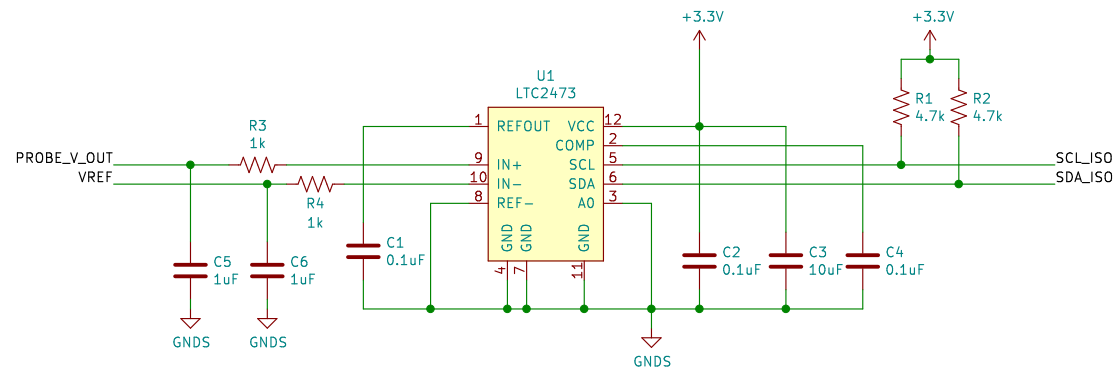 +3.3V
+3.3V
U1
LTC2473
R1
4.7k
R2
4.7k
R3
1k
1 REFOUT VCC 12
COMP 2
PROBE_V_OUT
9 IN+ SCL 5
SCL_ISO
VREF
10 IN- SDA 6
SDA_ISO
R4
1k
8 REF- A0 3
GND
GND
GND
4
7
11
C1
0.1uF
C2
0.1uF
C3
10uF
C4
0.1uF
C5
1uF
C6
1uF
GNDS
GNDS
GNDS